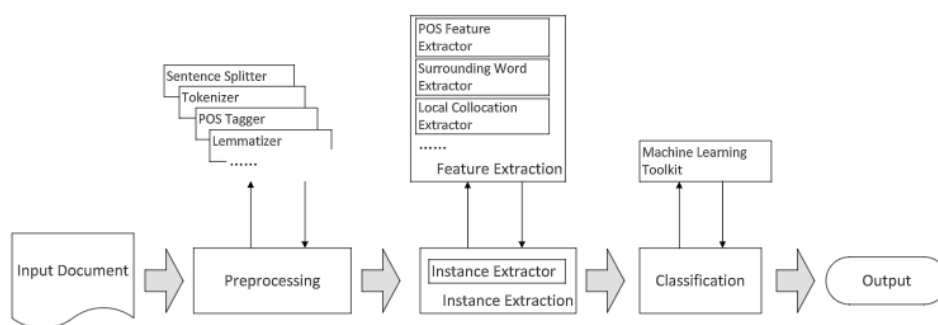 POS Feature
Extractor
Surrounding Word
Extractor
Local Collocation
Extractor
......
Feature Extraction
Sentence Splitter
Tokenizer
POS Tagger
Lemmatizer
......
Machine Learning
Toolkit
Input Document
Preprocessing
Instance Extractor
Instance Extraction
Classification
Output